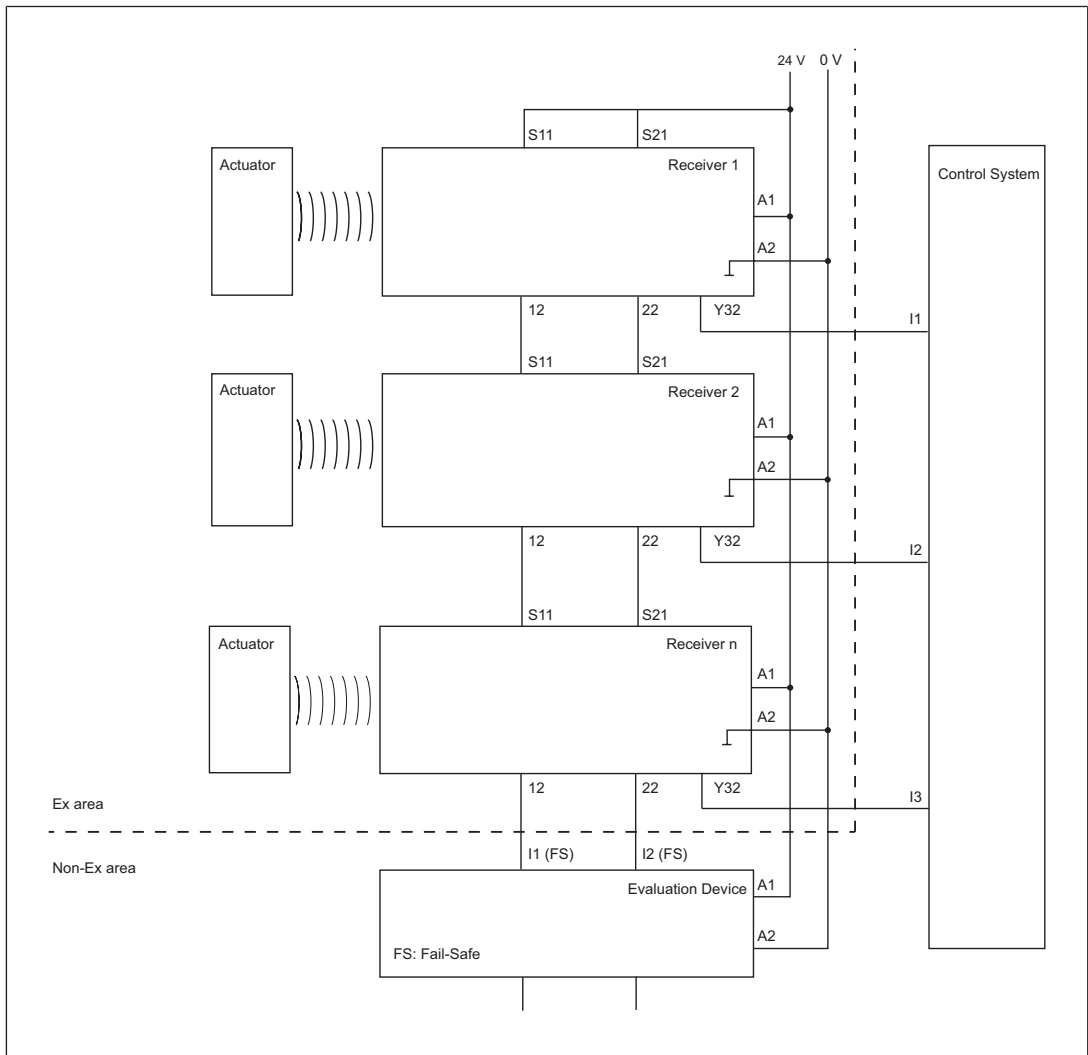 24 V 0 V
S11 S21
Actuator Receiver 1 Control System
A1
A2
12 22 Y32 I1
S11 S21
Actuator Receiver 2
A1
A2
12 22 Y32 I2
S11 S21
Actuator Receiver n
A1
A2
12 22 Y32 I3
Ex area
Non-Ex area
I1 (FS) I2 (FS)
Evaluation Device A1
A2
FS: Fail-Safe